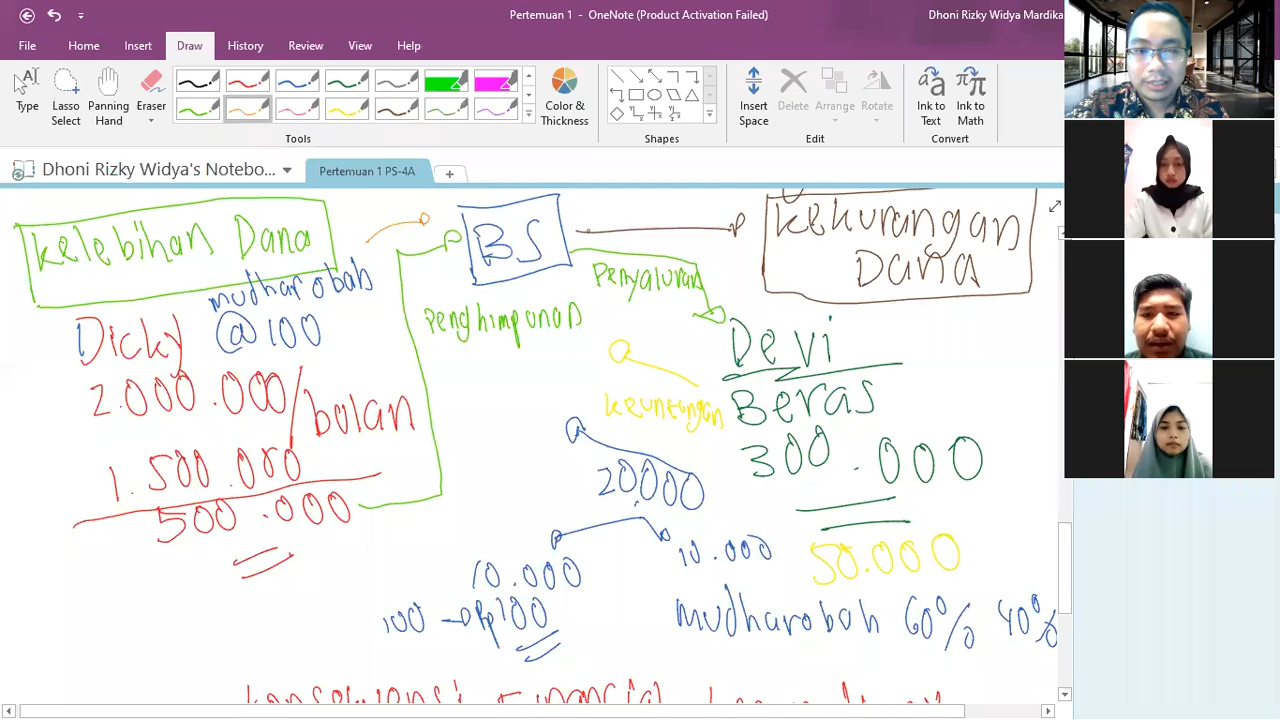 Pertemuan 1 - OneNote (Product Activation Failed)
Dhoni Rizky Widya Mardika
File Home Insert Draw History Review View Help
Type
Lasso Select
Panning Hand
Eraser
Color & Thickness
Insert Space
Delete
Arrange
Rotate
Ink to Text
Ink to Math
Tools
Shapes
Edit
Convert
Dhoni Rizky Widya's Notebo...
Pertemuan 1 PS-4A
Kelebihan Dana
BS
Kekurangan Dana
mudharobah
Penyaluran
Penghimpunan
Dicky @100
Devi
2.000.000/bulan
keuntungan
Beras
1.500.000
300.000
20000
500.000
10.000
50.000
10.000
100 → Rp100
mudharobah 60% 40%